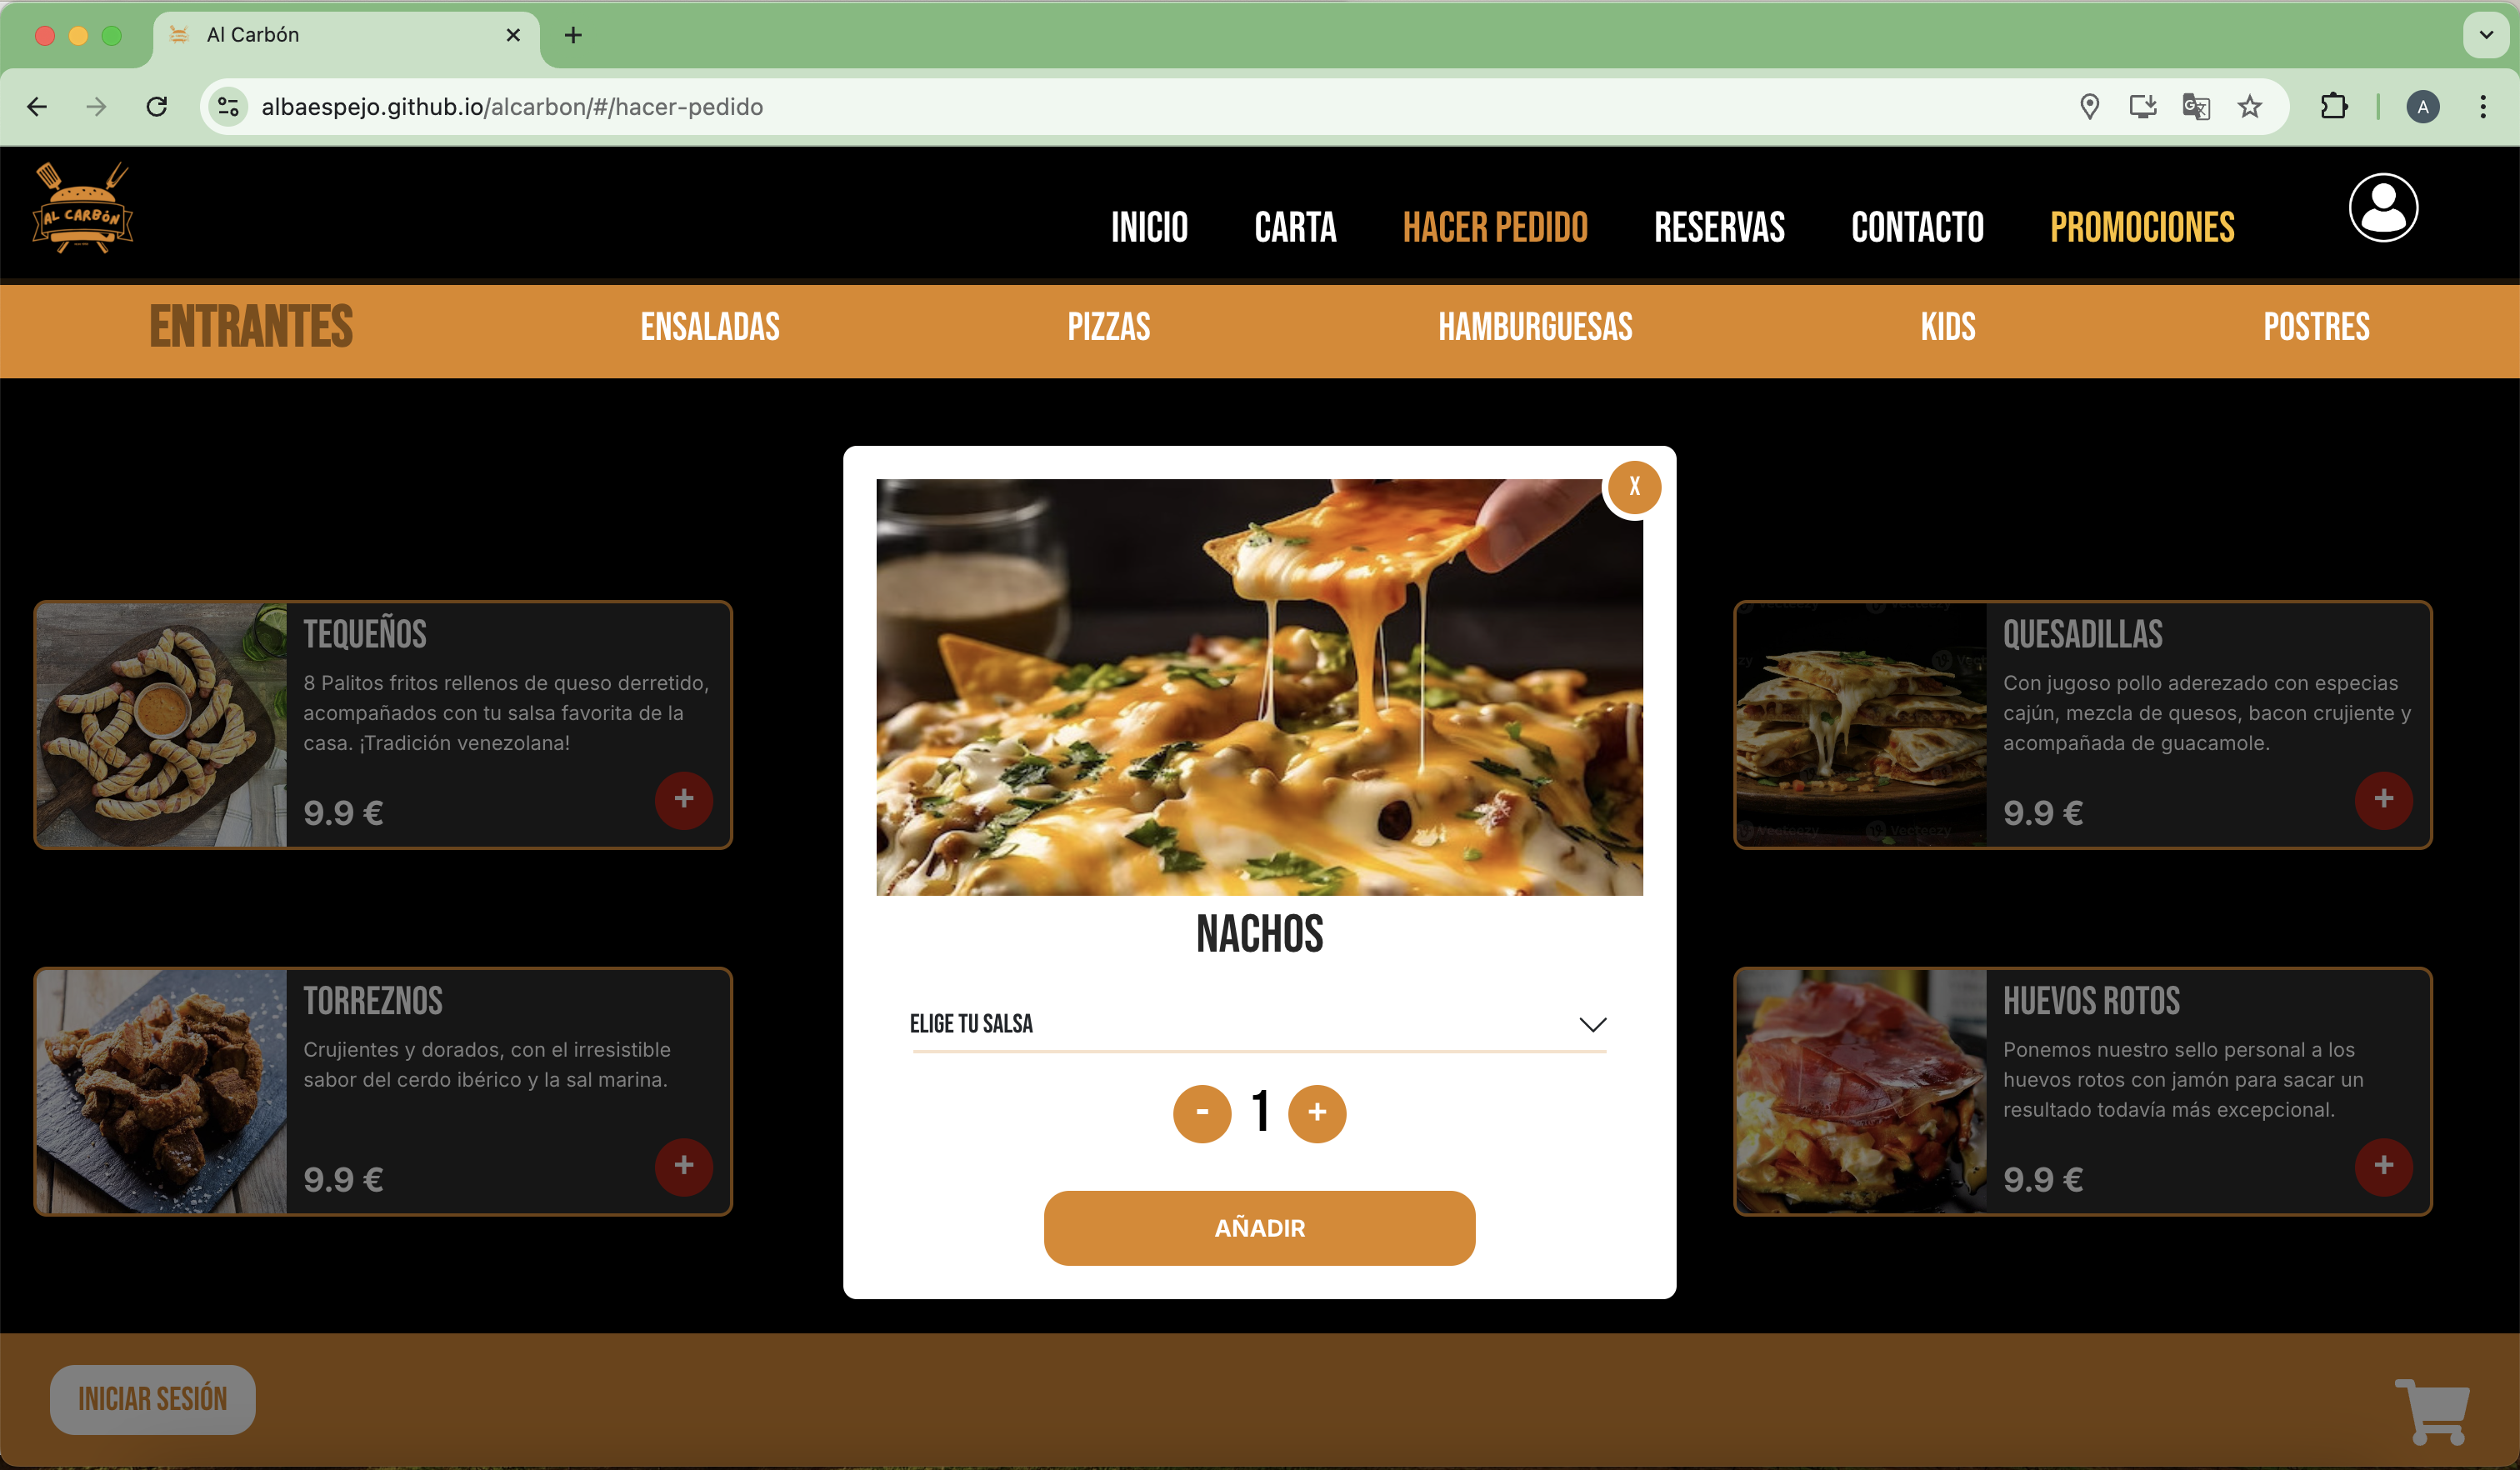 Al Carbón
albaespejo.github.io/alcarbon/#/hacer-pedido
A
AL CARBÓN
INICIO
CARTA
HACER PEDIDO
RESERVAS
CONTACTO
PROMOCIONES
ENTRANTES
ENSALADAS
PIZZAS
HAMBURGUESAS
KIDS
POSTRES
TEQUEÑOS
8 Palitos fritos rellenos de queso derretido,
acompañados con tu salsa favorita de la
casa. ¡Tradición venezolana!
9.9 €
+
X
NACHOS
ELIGE TU SALSA
- 1 +
AÑADIR
QUESADILLAS
Con jugoso pollo aderezado con especias
cajún, mezcla de quesos, bacon crujiente y
acompañada de guacamole.
9.9 €
+
Vecteezy
TORREZNOS
Crujientes y dorados, con el irresistible
sabor del cerdo ibérico y la sal marina.
9.9 €
+
HUEVOS ROTOS
Ponemos nuestro sello personal a los
huevos rotos con jamón para sacar un
resultado todavía más excepcional.
9.9 €
+
INICIAR SESIÓN